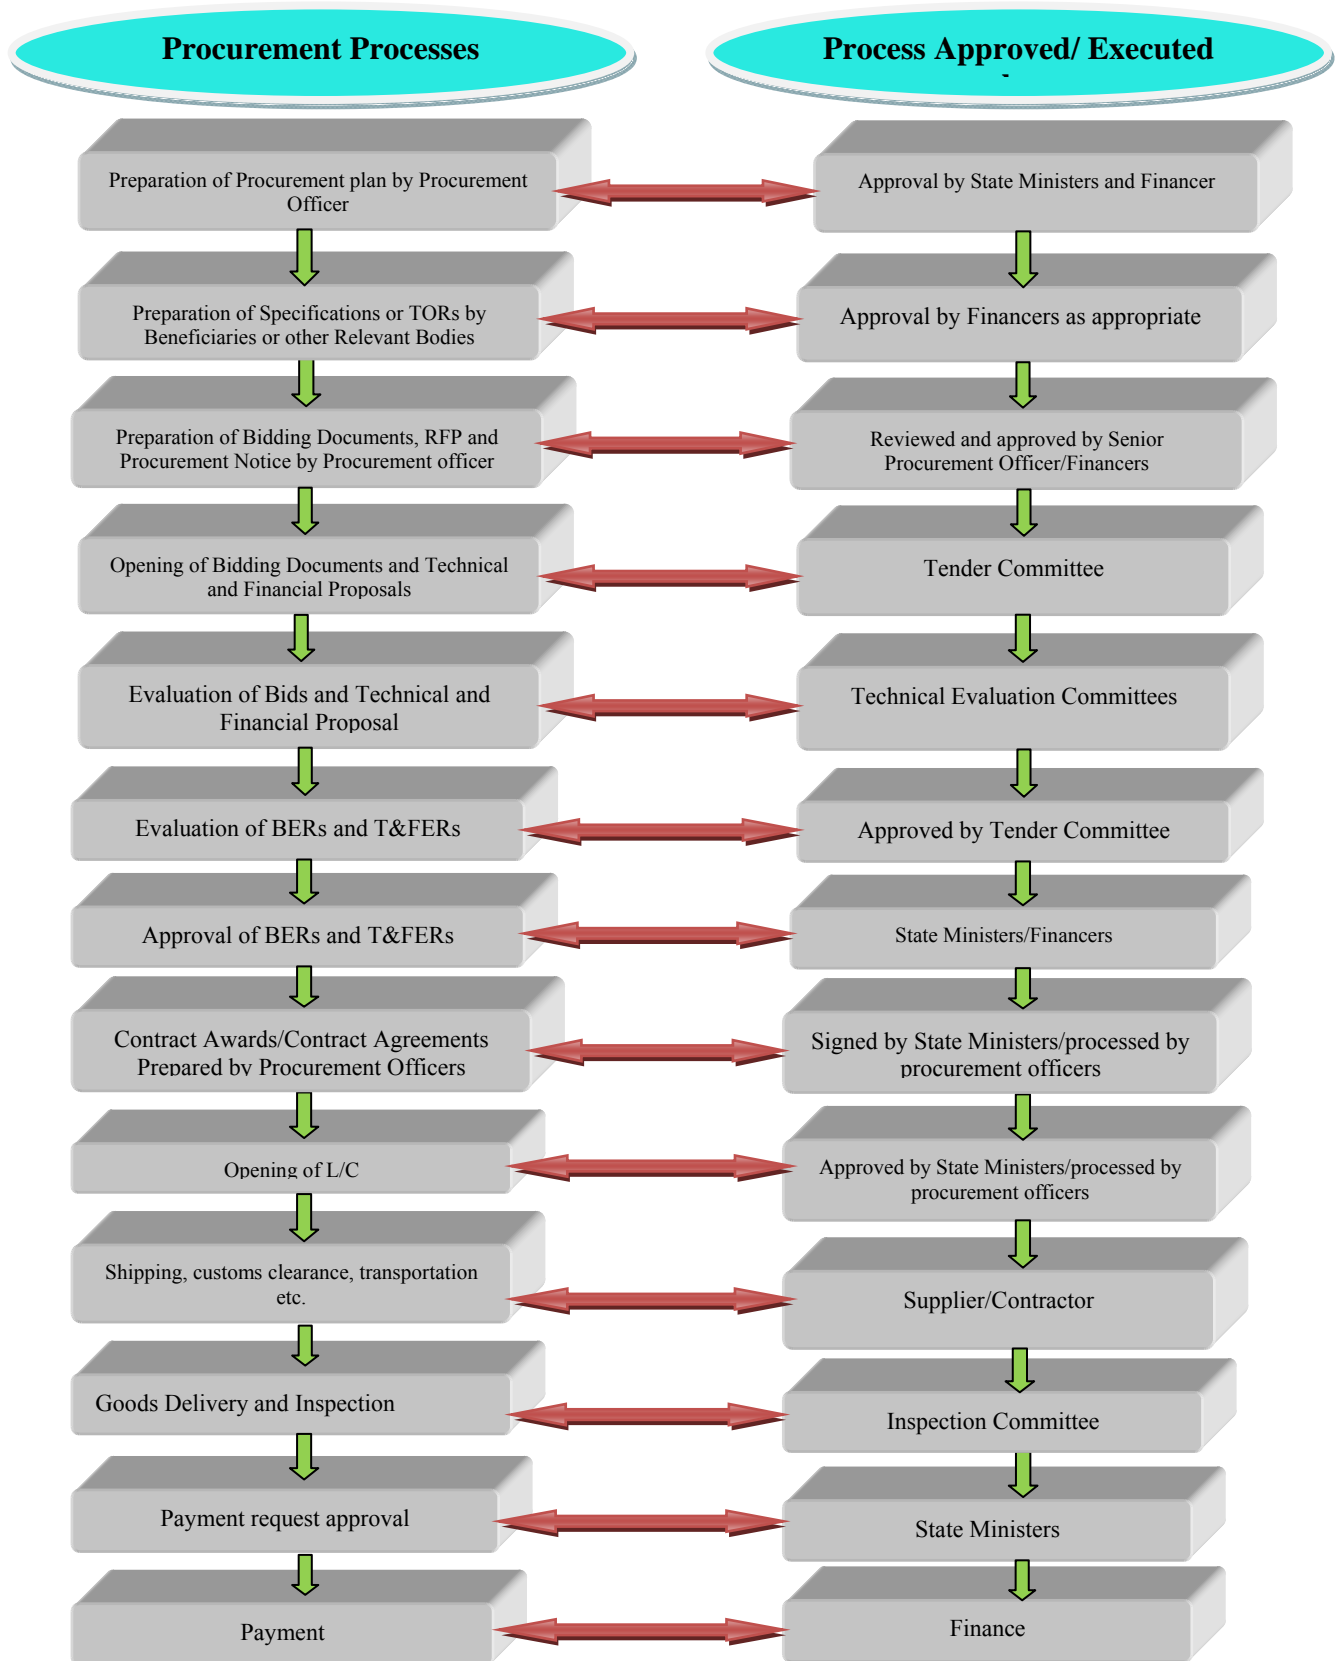 Procurement Processes
Process Approved/ Executed
Preparation of Procurement plan by Procurement
Officer
Approval by State Ministers and Financer
Preparation of Specifications or TORs by
Beneficiaries or other Relevant Bodies
Approval by Financers as appropriate
Preparation of Bidding Documents, RFP and
Procurement Notice by Procurement officer
Reviewed and approved by Senior
Procurement Officer/Financers
Opening of Bidding Documents and Technical
and Financial Proposals
Tender Committee
Evaluation of Bids and Technical and
Financial Proposal
Technical Evaluation Committees
Evaluation of BERs and T&FERs
Approved by Tender Committee
Approval of BERs and T&FERs
State Ministers/Financers
Contract Awards/Contract Agreements
Prepared by Procurement Officers
Signed by State Ministers/processed by
procurement officers
Opening of L/C
Approved by State Ministers/processed by
procurement officers
Shipping, customs clearance, transportation
etc.
Supplier/Contractor
Goods Delivery and Inspection
Inspection Committee
Payment request approval
State Ministers
Payment
Finance